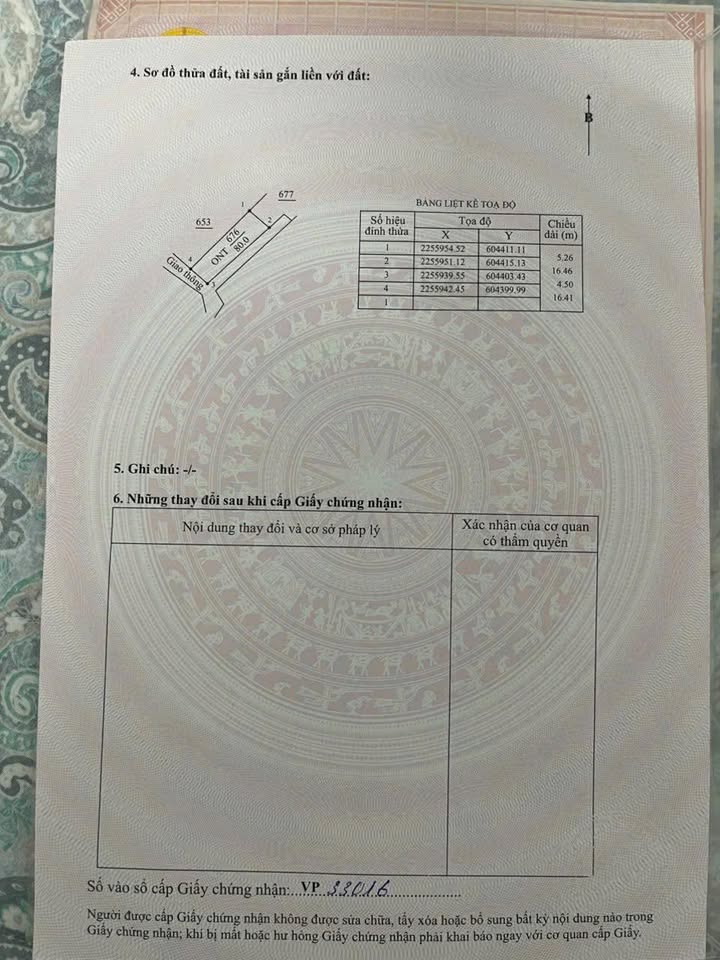 4. Sơ đồ thửa đất, tài sản gắn liền với đất:
B
677
1
653
2
676
ONT
80.0
4
3
Giao thông
BẢNG LIỆT KÊ TOẠ ĐỘ
Số hiệu đỉnh thửa Tọa độ Chiều dài (m)
X Y
1 2255954.52 604411.11
5.26
2 2255951.12 604415.13
16.46
3 2255939.55 604403.43
4.50
4 2255942.45 604399.99
16.41
1
5. Ghi chú: -/-
6. Những thay đổi sau khi cấp Giấy chứng nhận:
Nội dung thay đổi và cơ sở pháp lý Xác nhận của cơ quan
có thẩm quyền
Số vào sổ cấp Giấy chứng nhận:...VP 33016...................
Người được cấp Giấy chứng nhận không được sửa chữa, tẩy xóa hoặc bổ sung bất kỳ nội dung nào trong
Giấy chứng nhận; khi bị mất hoặc hư hỏng Giấy chứng nhận phải khai báo ngay với cơ quan cấp Giấy.